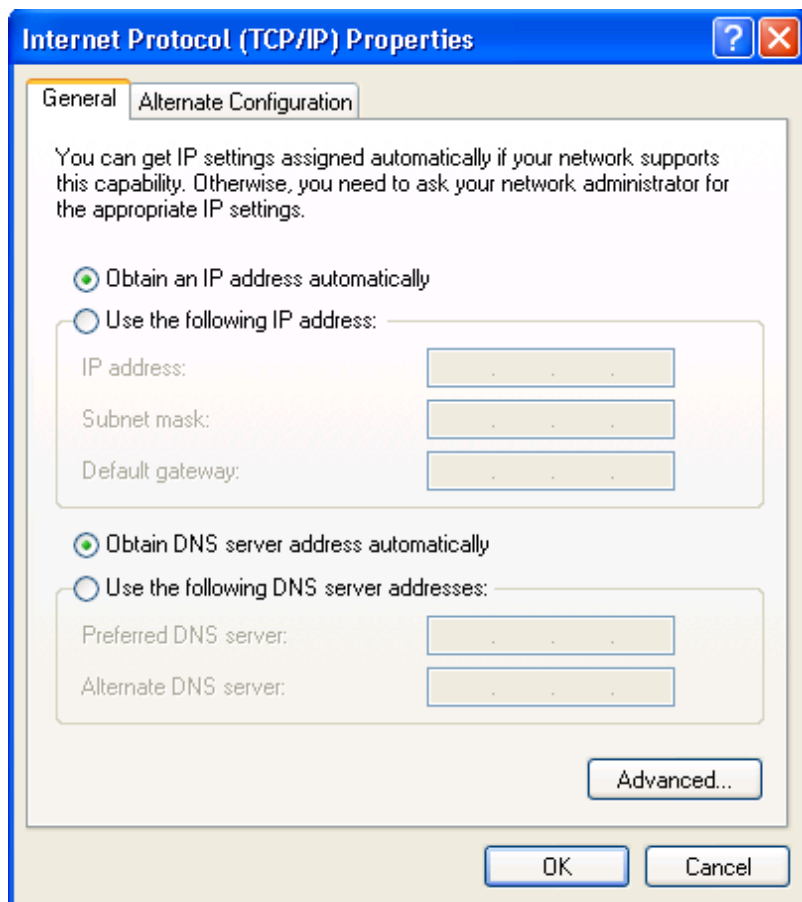 Internet Protocol (TCP/IP) Properties
General
Alternate Configuration
You can get IP settings assigned automatically if your network supports
this capability. Otherwise, you need to ask your network administrator for
the appropriate IP settings.
Obtain an IP address automatically
Use the following IP address:
IP address:
Subnet mask:
Default gateway:
Obtain DNS server address automatically
Use the following DNS server addresses:
Preferred DNS server:
Alternate DNS server:
Advanced...
OK
Cancel